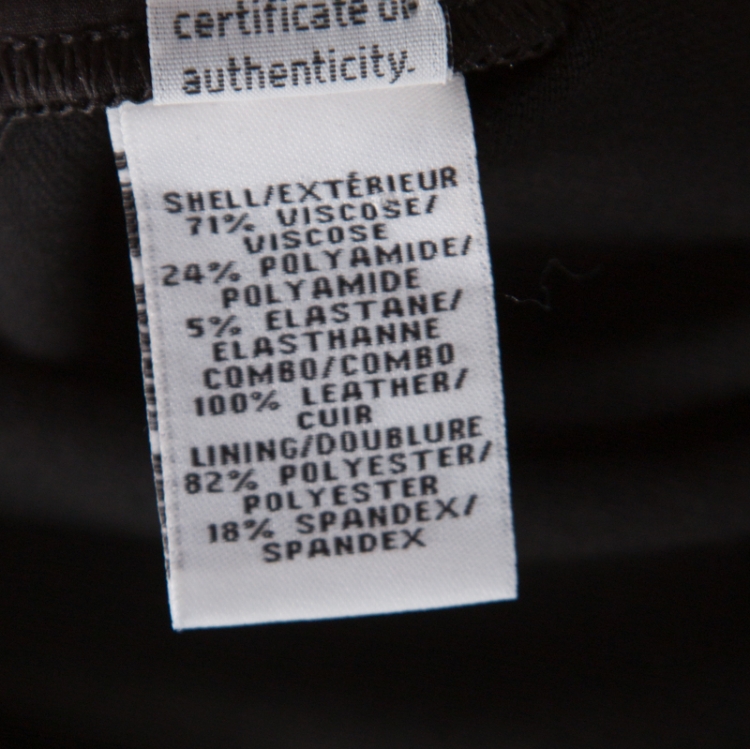 certificate of
authenticity.
SHELL/EXTÉRIEUR
71% VISCOSE/
VISCOSE
24% POLYAMIDE/
POLYAMIDE
5% ELASTANE/
ELASTHANNE
COMBO/COMBO
100% LEATHER/
CUIR
LINING/DOUBLURE
82% POLYESTER/
POLYESTER
18% SPANDEX/
SPANDEX